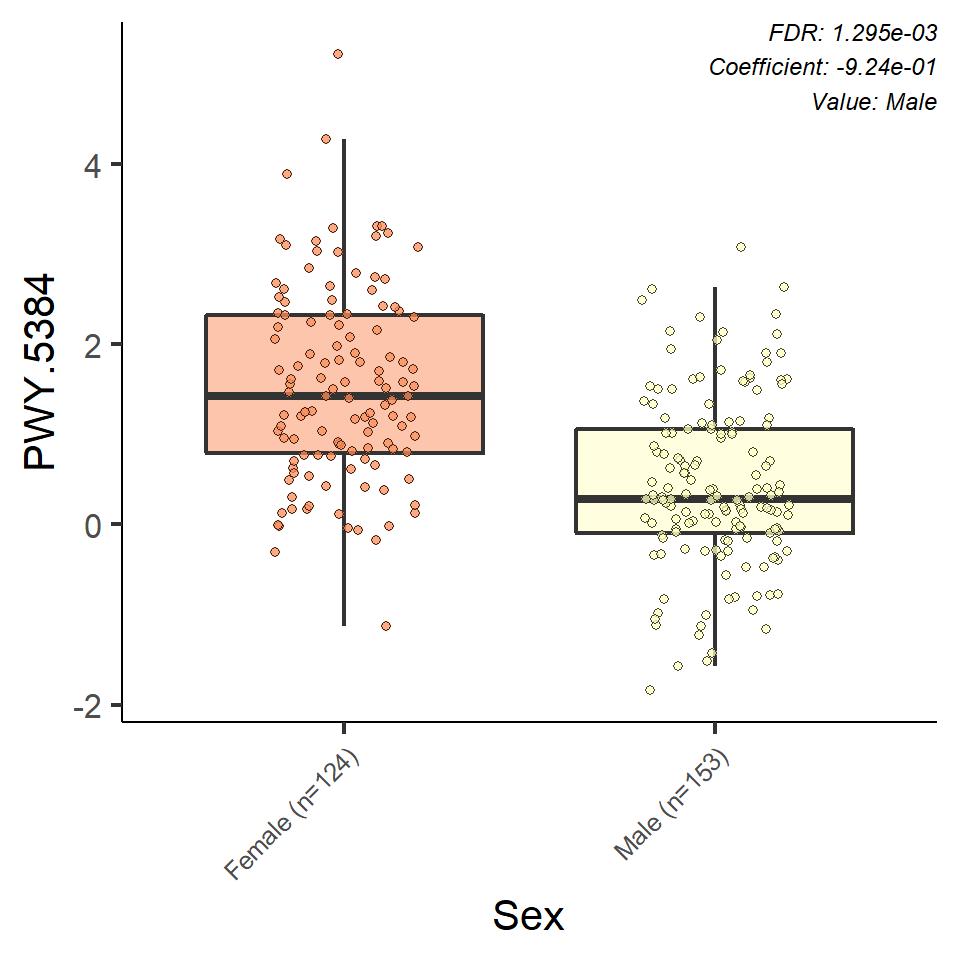 FDR: 1.295e-03
Coefficient: -9.24e-01
Value: Male
PWY.5384
4
2
0
-2
Female (n=124)
Male (n=153)
Sex